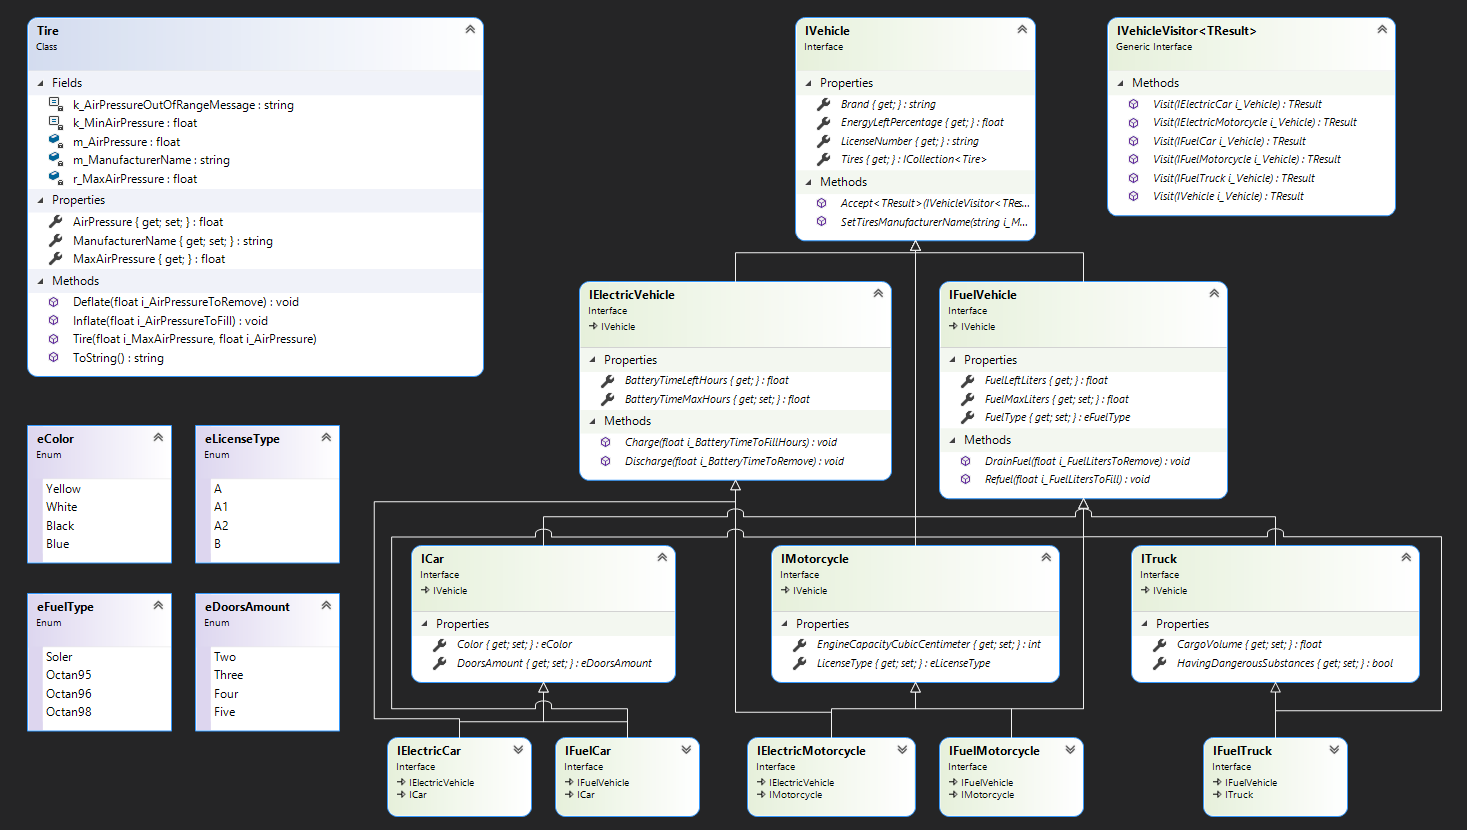 Tire
Class
Fields
k_AirPressureOutOfRangeMessage : string
k_MinAirPressure : float
m_AirPressure : float
m_ManufacturerName : string
r_MaxAirPressure : float
Properties
AirPressure { get; set; } : float
ManufacturerName { get; set; } : string
MaxAirPressure { get; } : float
Methods
Deflate(float i_AirPressureToRemove) : void
Inflate(float i_AirPressureToFill) : void
Tire(float i_MaxAirPressure, float i_AirPressure)
ToString() : string
IVehicle
Interface
Properties
Brand { get; } : string
EnergyLeftPercentage { get; } : float
LicenseNumber { get; } : string
Tires { get; } : ICollection<Tire>
Methods
Accept<TResult>(IVehicleVisitor<TRes...
SetTiresManufacturerName(string i_M...
IVehicleVisitor<TResult>
Generic Interface
Methods
Visit(IElectricCar i_Vehicle) : TResult
Visit(IElectricMotorcycle i_Vehicle) : TResult
Visit(IFuelCar i_Vehicle) : TResult
Visit(IFuelMotorcycle i_Vehicle) : TResult
Visit(IFuelTruck i_Vehicle) : TResult
Visit(IVehicle i_Vehicle) : TResult
IElectricVehicle
Interface
IVehicle
Properties
BatteryTimeLeftHours { get; } : float
BatteryTimeMaxHours { get; set; } : float
Methods
Charge(float i_BatteryTimeToFillHours) : void
Discharge(float i_BatteryTimeToRemove) : void
IFuelVehicle
Interface
IVehicle
Properties
FuelLeftLiters { get; } : float
FuelMaxLiters { get; set; } : float
FuelType { get; set; } : eFuelType
Methods
DrainFuel(float i_FuelLitersToRemove) : void
Refuel(float i_FuelLitersToFill) : void
eColor
Enum
Yellow
White
Black
Blue
eLicenseType
Enum
A
A1
A2
B
eFuelType
Enum
Soler
Octan95
Octan96
Octan98
eDoorsAmount
Enum
Two
Three
Four
Five
ICar
Interface
IVehicle
Properties
Color { get; set; } : eColor
DoorsAmount { get; set; } : eDoorsAmount
IMotorcycle
Interface
IVehicle
Properties
EngineCapacityCubicCentimeter { get; set; } : int
LicenseType { get; set; } : eLicenseType
ITruck
Interface
IVehicle
Properties
CargoVolume { get; set; } : float
HavingDangerousSubstances { get; set; } : bool
IElectricCar
Interface
IElectricVehicle
ICar
IFuelCar
Interface
IFuelVehicle
ICar
IElectricMotorcycle
Interface
IElectricVehicle
IMotorcycle
IFuelMotorcycle
Interface
IFuelVehicle
IMotorcycle
IFuelTruck
Interface
IFuelVehicle
ITruck